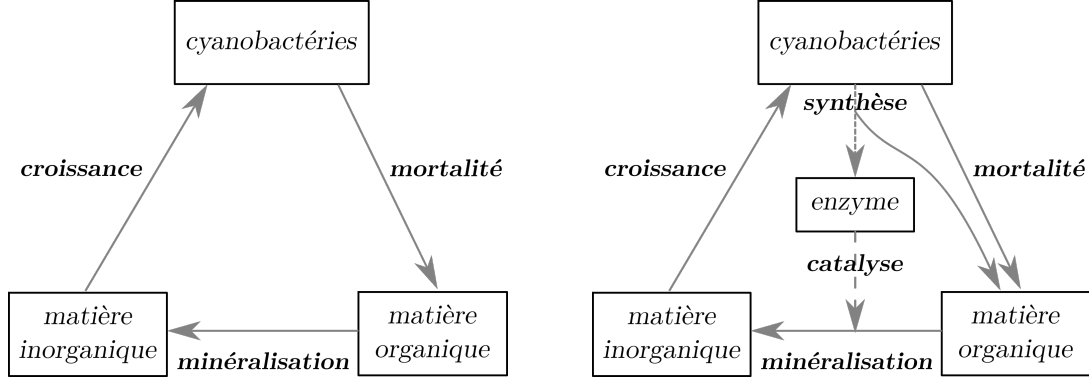 cyanobactéries
croissance
mortalité
matière
inorganique
minéralisation
matière
organique
cyanobactéries
synthèse
croissance
mortalité
enzyme
catalyse
matière
inorganique
minéralisation
matière
organique